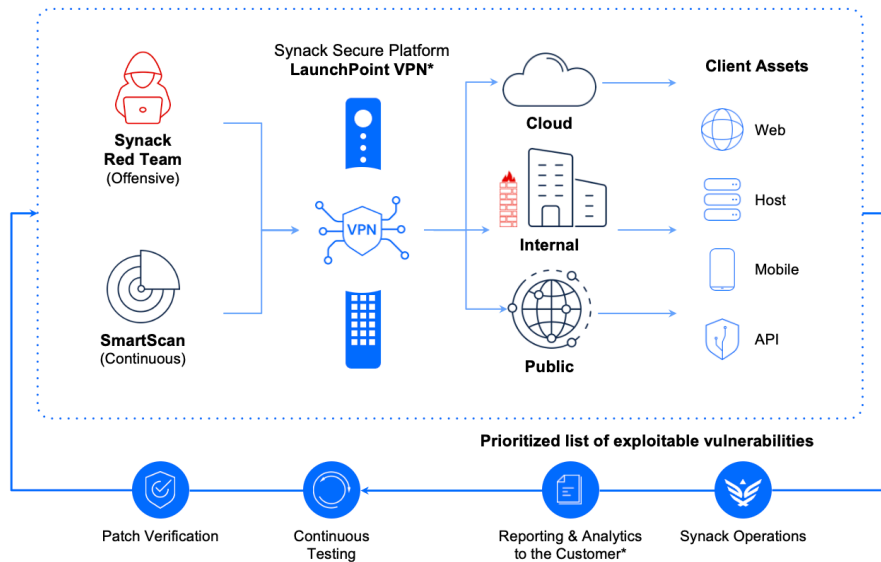 Synack Secure Platform
LaunchPoint VPN*
Synack
Red Team
(Offensive)
SmartScan
(Continuous)
VPN
Cloud
Internal
Public
Client Assets
Web
Host
Mobile
API
Prioritized list of exploitable vulnerabilities
Patch Verification
Continuous
Testing
Reporting & Analytics
to the Customer*
Synack Operations